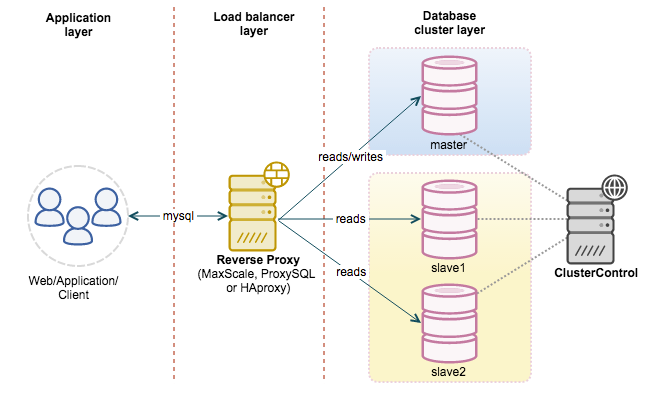 Application
layer
Load balancer
layer
Database
cluster layer
master
reads/writes
mysql
reads
slave1
reads
slave2
Reverse Proxy
(MaxScale, ProxySQL
or HAproxy)
Web/Application/
Client
ClusterControl